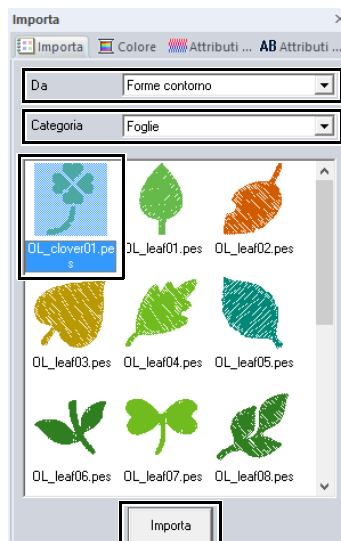 Importa
Importa Colore Attributi ... AB Attributi ...
Da Forme contorno
Categoria Foglie
OL_clover01.pe
s
OL_leaf01.pes OL_leaf02.pes
OL_leaf03.pes OL_leaf04.pes OL_leaf05.pes
OL_leaf06.pes OL_leaf07.pes OL_leaf08.pes
Importa